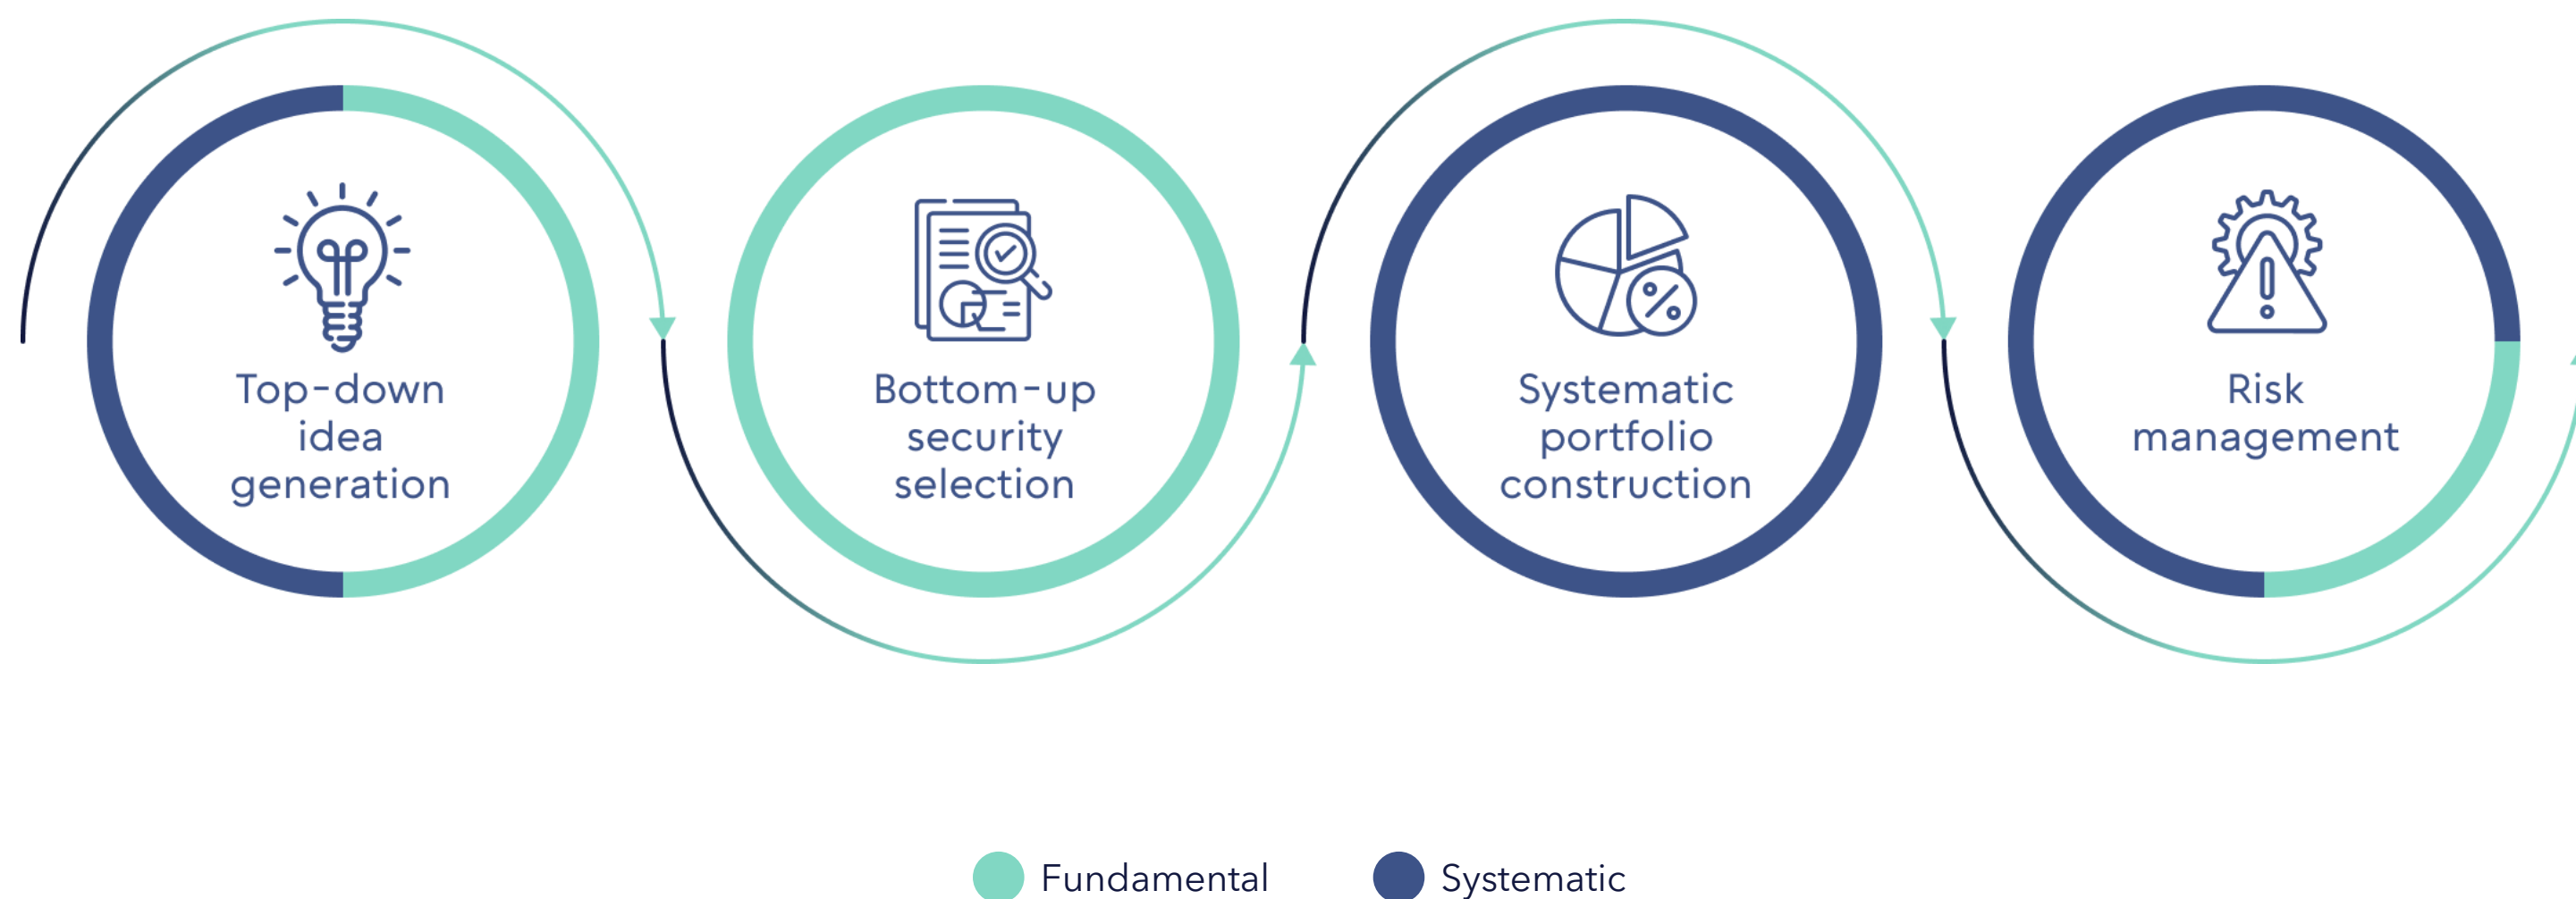 Top-down
idea
generation
Bottom-up
security
selection
%
Systematic
portfolio
construction
!
Risk
management
Fundamental
Systematic